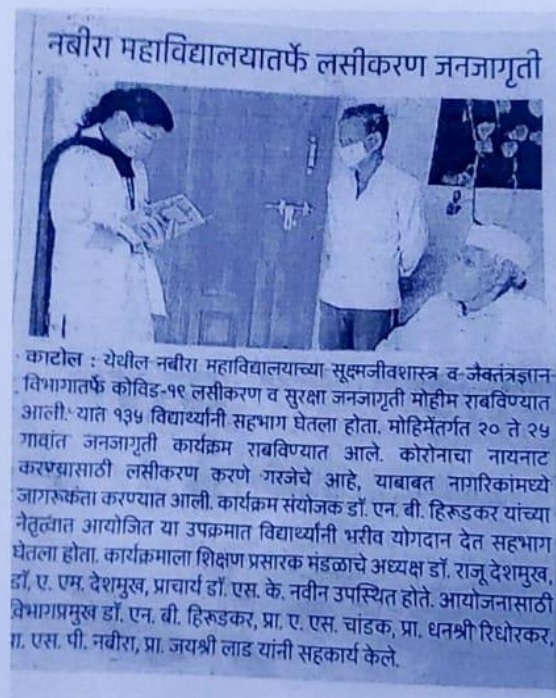 नबीरा महाविद्यालयातर्फे लसीकरण जनजागृती
काटोल : येथील नबीरा महाविद्यालयाच्या सूक्ष्मजीवशास्त्र व जैवतंत्रज्ञान
विभागातर्फे कोविड-१९ लसीकरण व सुरक्षा जनजागृती मोहीम राबविण्यात
आली. यात १३५ विद्यार्थ्यांनी सहभाग घेतला होता. मोहिमेंतर्गत २० ते २५
गावांत जनजागृती कार्यक्रम राबविण्यात आले. कोरोनाचा नायनाट
करण्यासाठी लसीकरण करणे गरजेचे आहे, याबाबत नागरिकांमध्ये
जागरूकता करण्यात आली. कार्यक्रम संयोजक डॉ. एन. बी. हिरूडकर यांच्या
नेतृत्वात आयोजित या उपक्रमात विद्यार्थ्यांनी भरीव योगदान देत सहभाग
घेतला होता. कार्यक्रमाला शिक्षण प्रसारक मंडळाचे अध्यक्ष डॉ. राजू देशमुख,
डॉ. ए. एम. देशमुख, प्राचार्य डॉ. एस. के. नवीन उपस्थित होते. आयोजनासाठी
विभागप्रमुख डॉ. एन. बी. हिरूडकर, प्रा. ए. एस. चांडक, प्रा. धनश्री रिधोरकर,
प्रा. एस. पी. नबीरा, प्रा. जयश्री लाड यांनी सहकार्य केले.